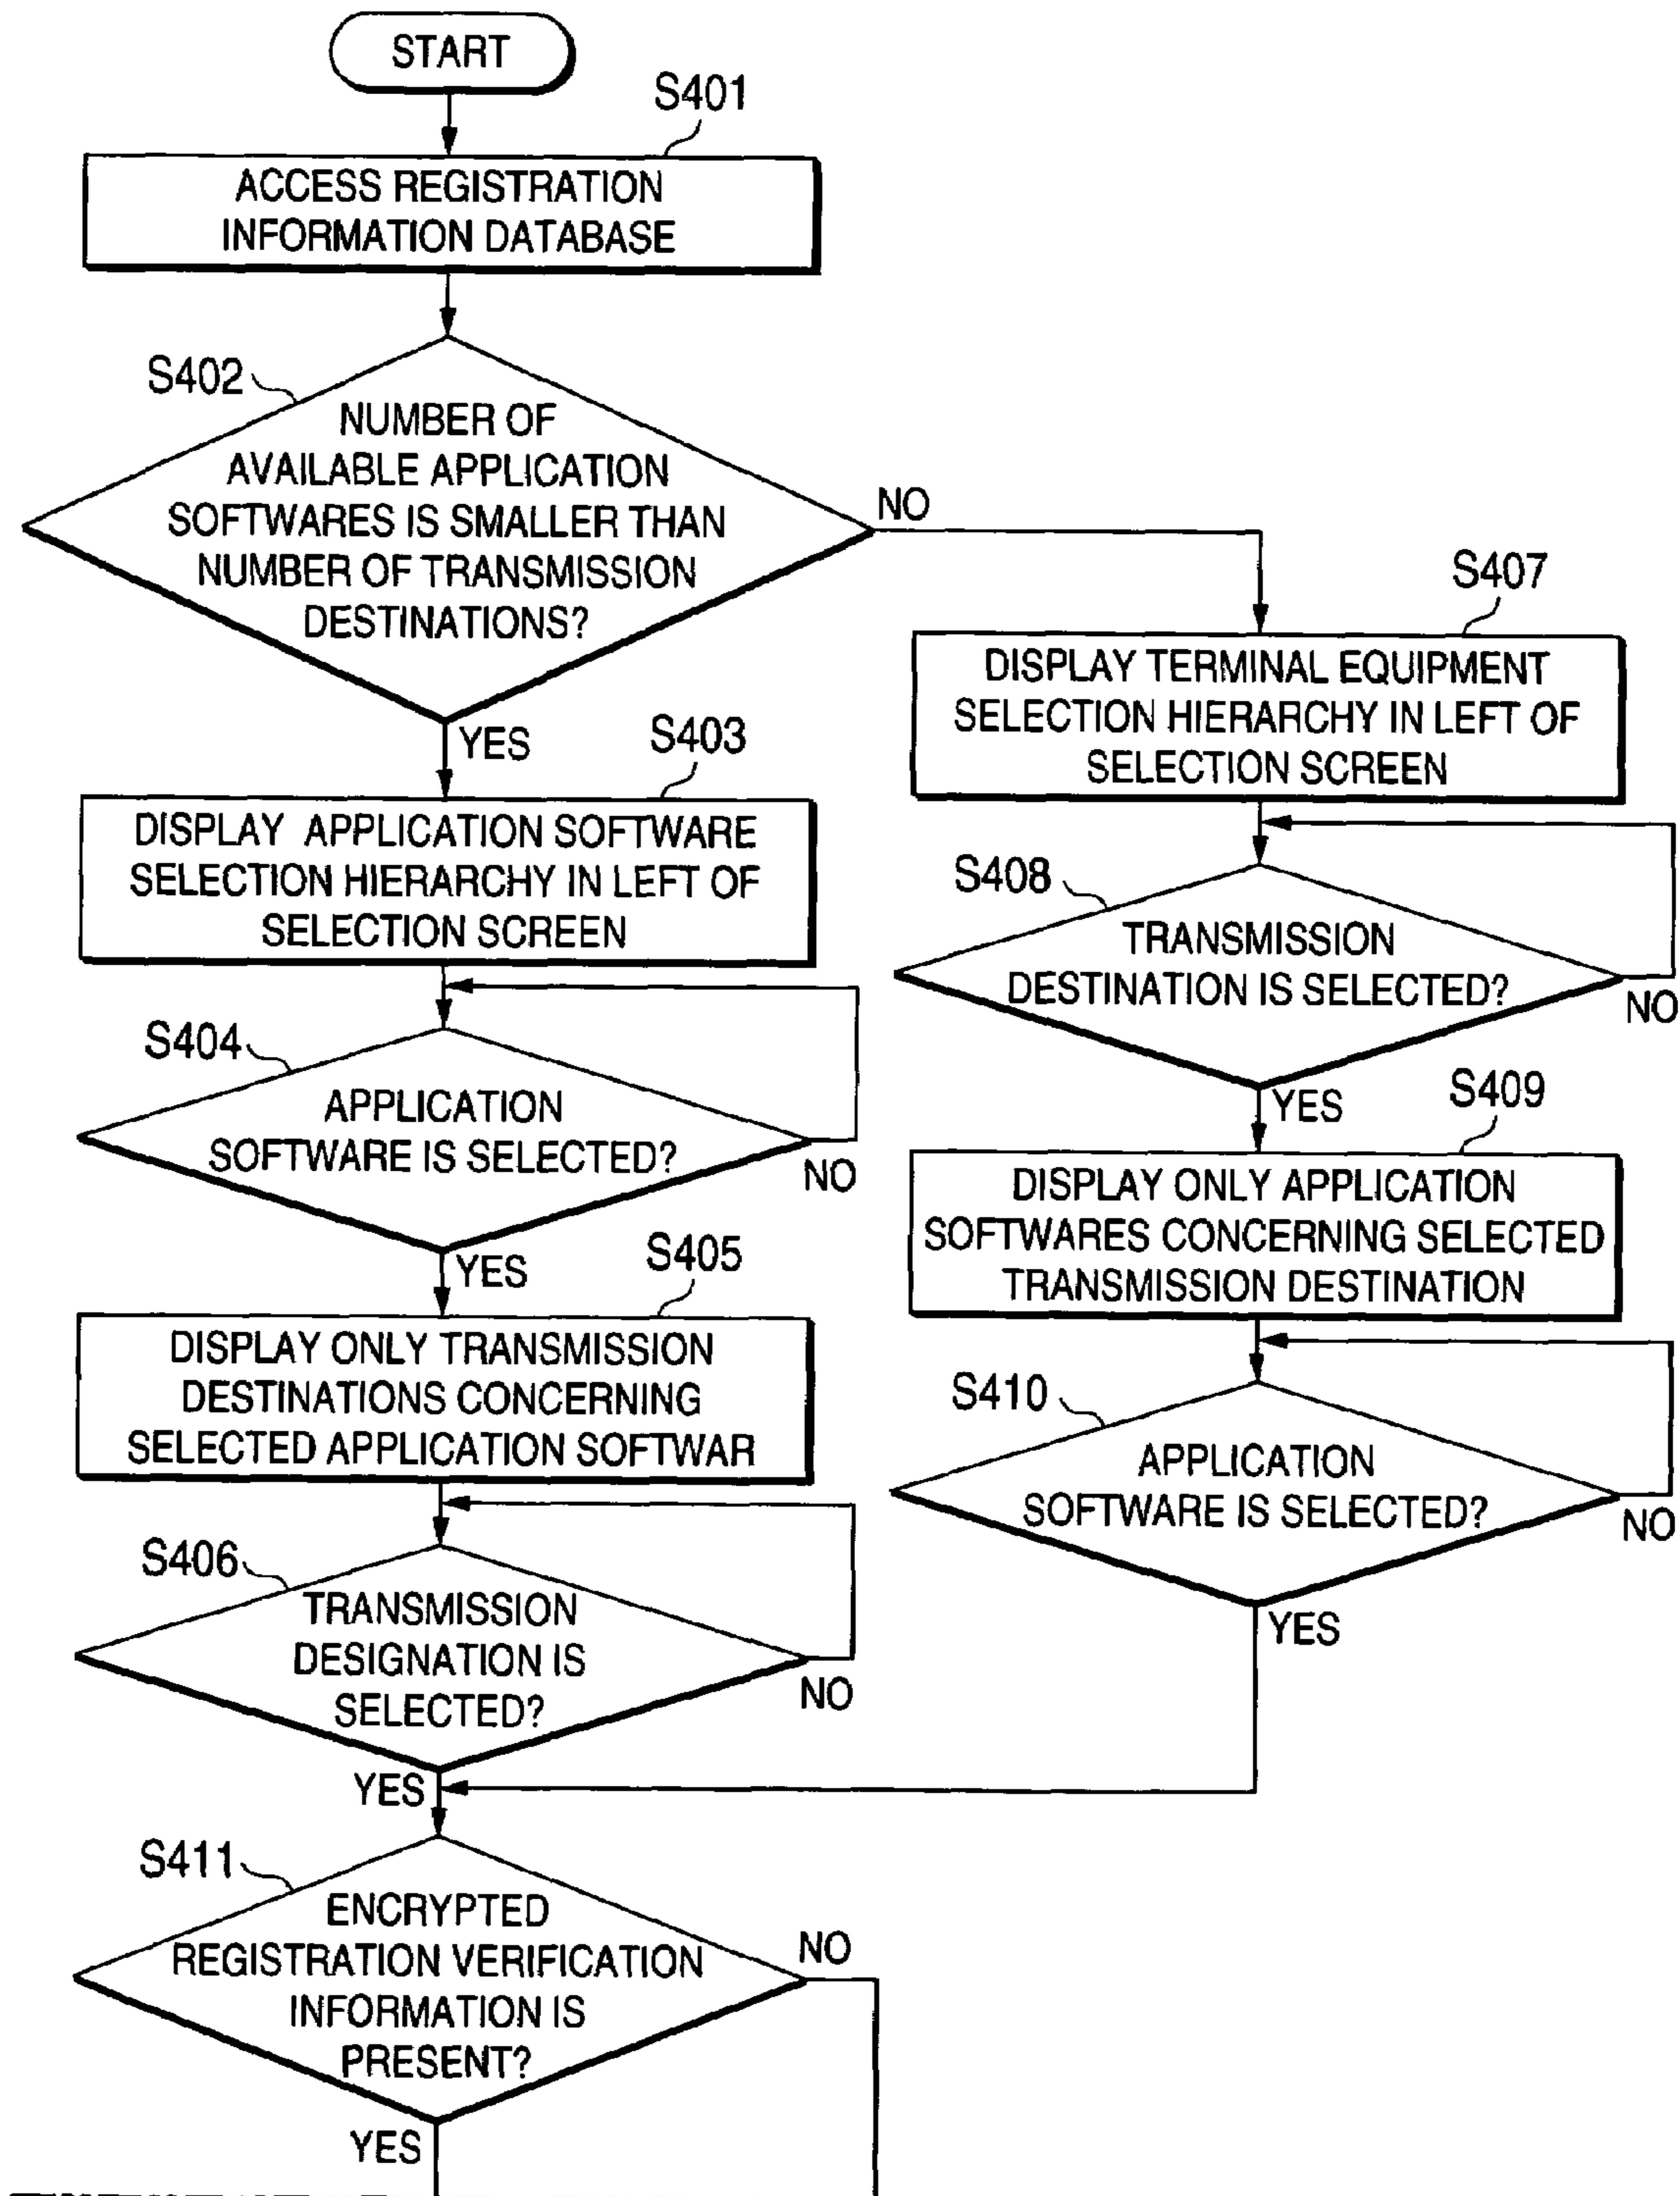 START
S401
ACCESS REGISTRATION
INFORMATION DATABASE
S402
NUMBER OF
AVAILABLE APPLICATION
SOFTWARES IS SMALLER THAN
NUMBER OF TRANSMISSION
DESTINATIONS?
NO
YES
S403
DISPLAY APPLICATION SOFTWARE
SELECTION HIERARCHY IN LEFT OF
SELECTION SCREEN
S404
APPLICATION
SOFTWARE IS SELECTED?
NO
YES
S405
DISPLAY ONLY TRANSMISSION
DESTINATIONS CONCERNING
SELECTED APPLICATION SOFTWAR
S406
TRANSMISSION
DESIGNATION IS
SELECTED?
NO
YES
S407
DISPLAY TERMINAL EQUIPMENT
SELECTION HIERARCHY IN LEFT OF
SELECTION SCREEN
S408
TRANSMISSION
DESTINATION IS SELECTED?
NO
YES
S409
DISPLAY ONLY APPLICATION
SOFTWARES CONCERNING SELECTED
TRANSMISSION DESTINATION
S410
APPLICATION
SOFTWARE IS SELECTED?
NO
YES
S411
ENCRYPTED
REGISTRATION VERIFICATION
INFORMATION IS
PRESENT?
NO
YES